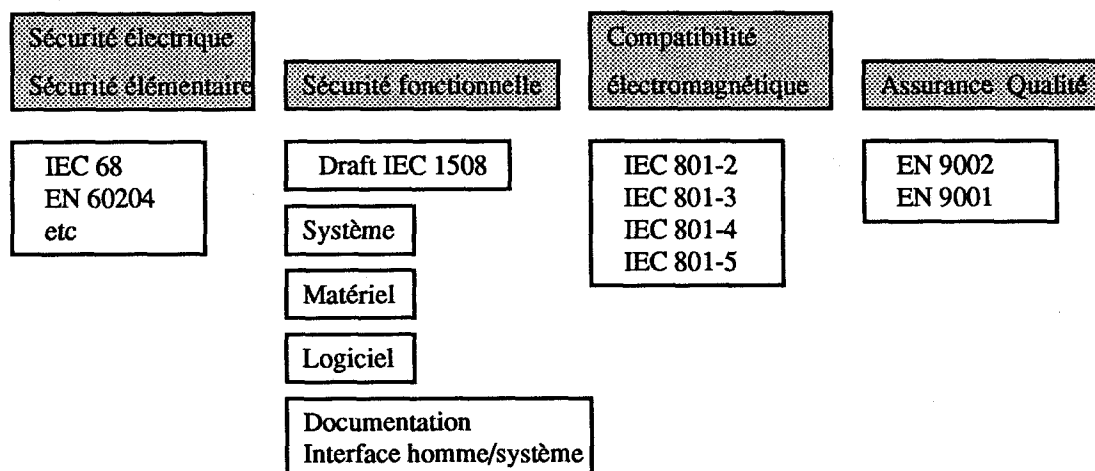 Sécurité électrique
Sécurité élémentaire
IEC 68
EN 60204
etc
Sécurité fonctionnelle
Draft IEC 1508
Système
Matériel
Logiciel
Documentation
Interface homme/système
Compatibilité
électromagnétique
IEC 801-2
IEC 801-3
IEC 801-4
IEC 801-5
Assurance Qualité
EN 9002
EN 9001